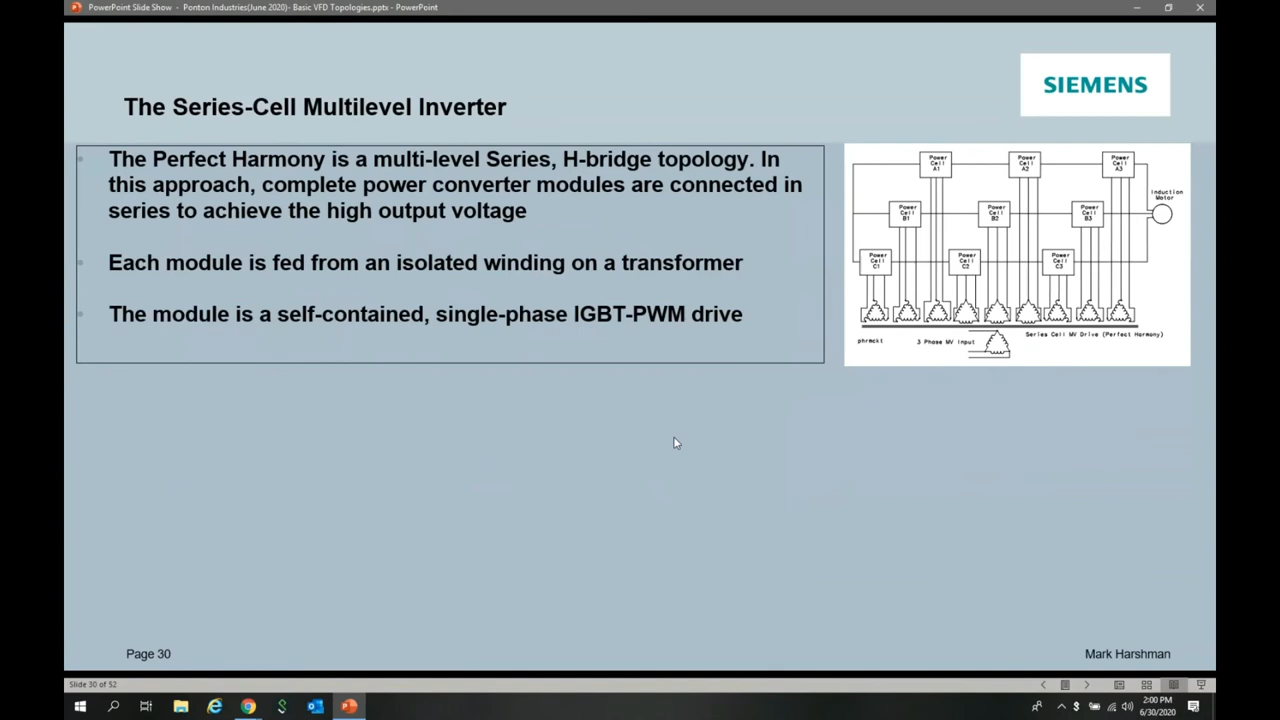 PowerPoint Slide Show - Ponton Industries(June 2020)- Basic VFD Topologies.pptx - PowerPoint
SIEMENS
The Series-Cell Multilevel Inverter
The Perfect Harmony is a multi-level Series, H-bridge topology. In
this approach, complete power converter modules are connected in
series to achieve the high output voltage
Each module is fed from an isolated winding on a transformer
The module is a self-contained, single-phase IGBT-PWM drive
Power
Cell
A1
Power
Cell
A2
Power
Cell
A3
Induction
Motor
Power
Cell
B1
Power
Cell
B2
Power
Cell
B3
Power
Cell
C1
Power
Cell
C2
Power
Cell
C3
Series Cell MV Drive (Perfect Harmony)
phrmckt
3 Phase MV Input
Page 30
Mark Harshman
Slide 30 of 52
2:00 PM
6/30/2020